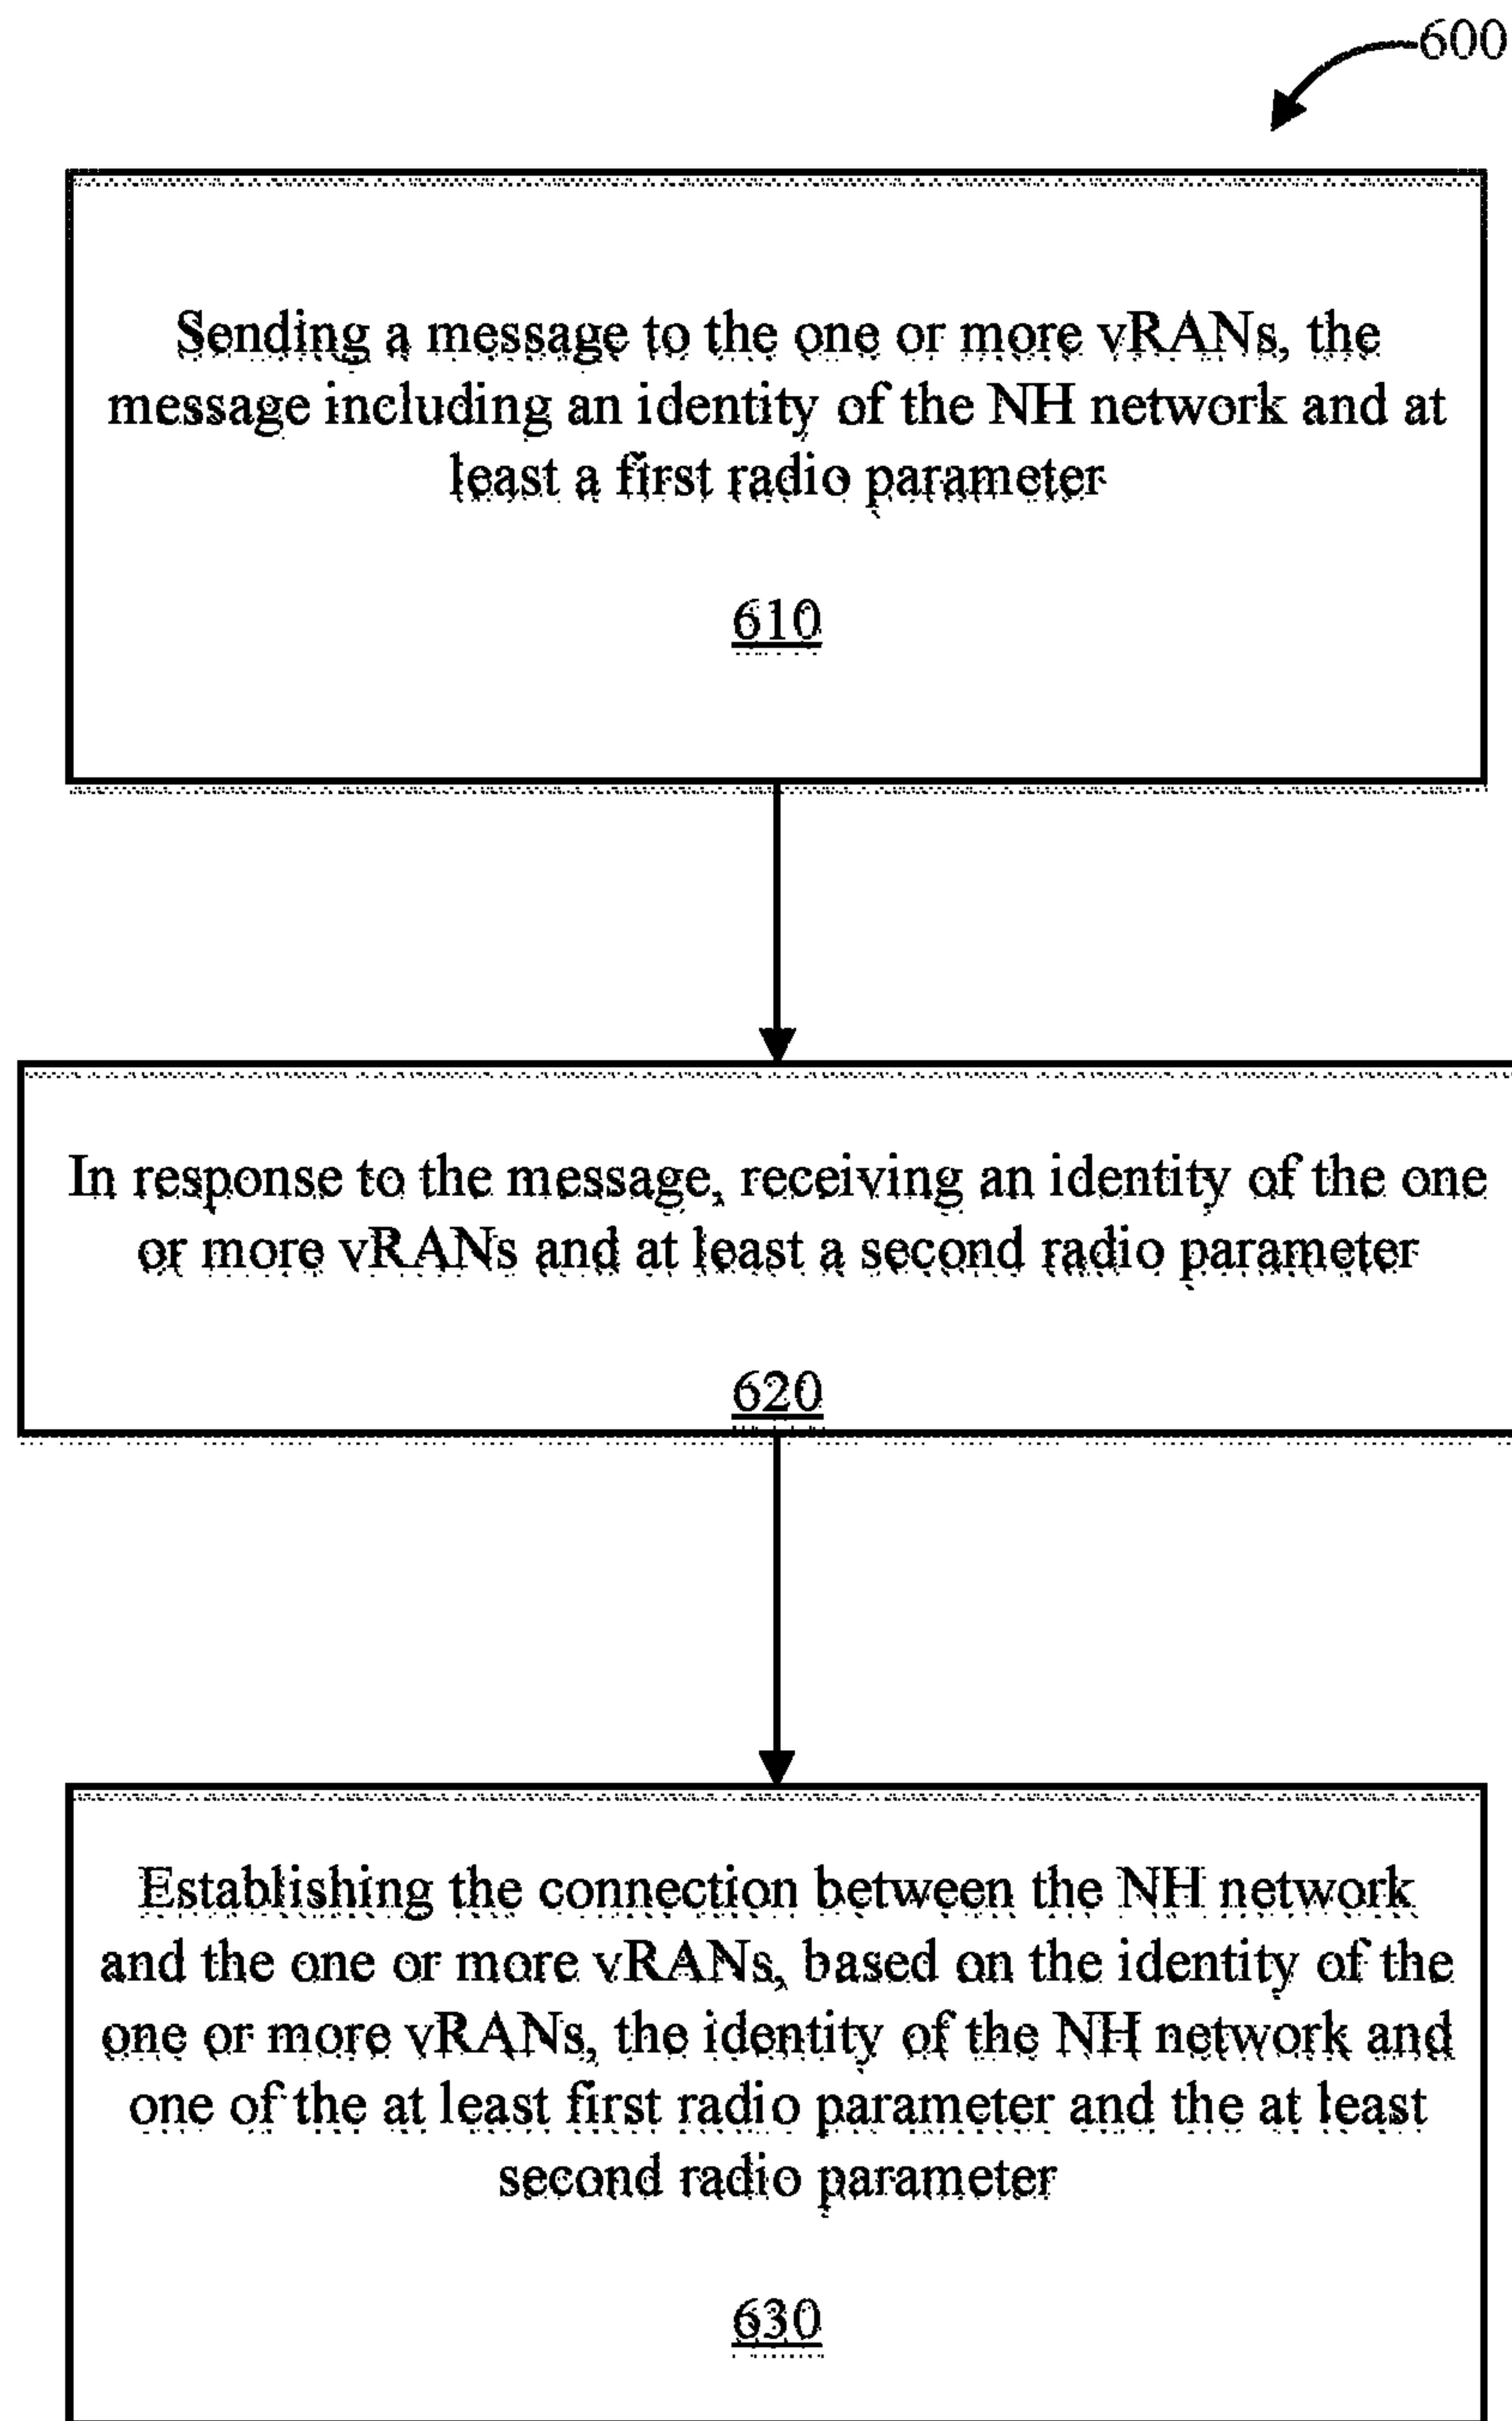 600
Sending a message to the one or more vRANs, the
message including an identity of the NH network and at
least a first radio parameter
610
In response to the message, receiving an identity of the one
or more vRANs and at least a second radio parameter
620
Establishing the connection between the NH network
and the one or more vRANs, based on the identity of the
one or more vRANs, the identity of the NH network and
one of the at least first radio parameter and the at least
second radio parameter
630